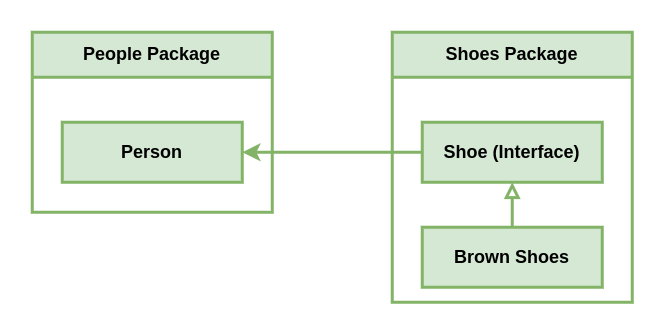 People Package
Shoes Package
Person
Shoe (Interface)
Brown Shoes